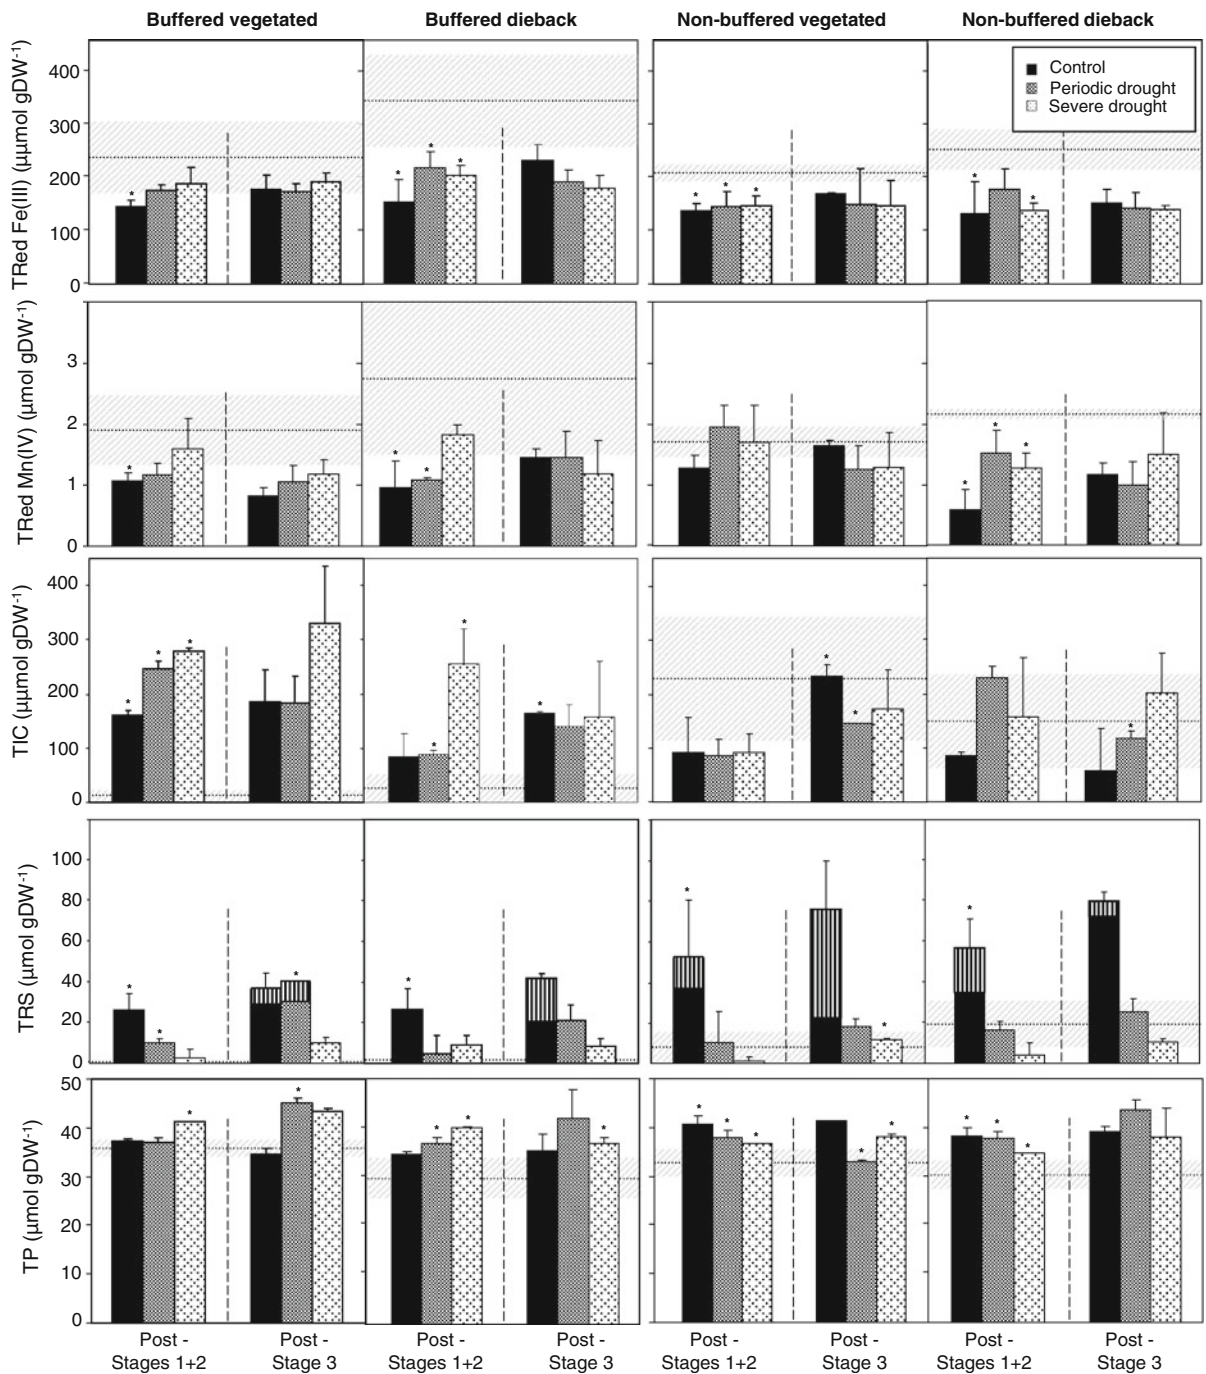 Buffered vegetated
Buffered dieback
Non-buffered vegetated
Non-buffered dieback
Control
Periodic drought
Severe drought
TRed Fe(III) (µµmol gDW⁻¹)
400
300
200
100
0
* * * * * * * * *
TRed Mn(IV) (µmol gDW⁻¹)
3
2
1
0
* * * * * *
TIC (µµmol gDW⁻¹)
400
300
200
100
0
* * * * * * * * *
TRS (µmol gDW⁻¹)
100
80
60
40
20
0
* * * * * * *
TP (µmol gDW⁻¹)
50
40
30
20
10
0
* * * * * * * * * * * * *
Post -
Stages 1+2
Post -
Stage 3
Post -
Stages 1+2
Post -
Stage 3
Post -
Stages 1+2
Post -
Stage 3
Post -
Stages 1+2
Post -
Stage 3